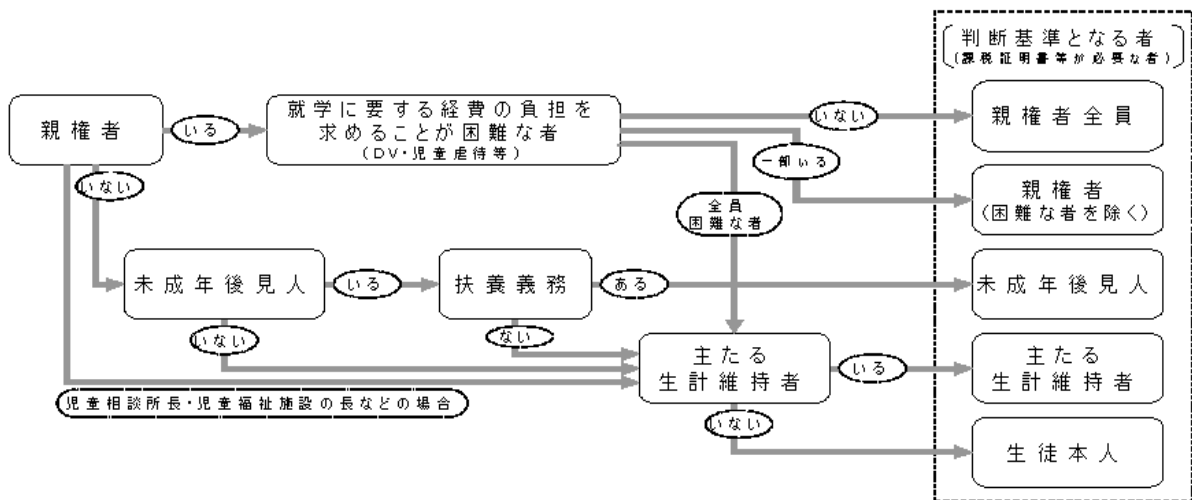 判断基準となる者
(課税証明書等が必要な者)
親権者
いる
就学に要する経費の負担を
求めることが困難な者
(DV・児童虐待等)
いない
親権者全員
一部いる
親権者
(困難な者を除く)
いない
全員
困難な者
未成年後見人
いる
扶養義務
ある
未成年後見人
いない
ない
主たる
生計維持者
いる
主たる
生計維持者
児童相談所長・児童福祉施設の長などの場合
いない
生徒本人